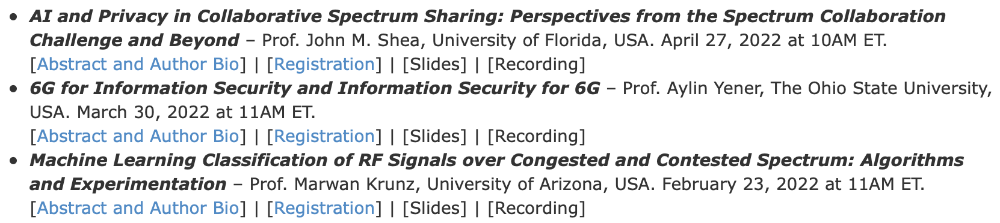 • AI and Privacy in Collaborative Spectrum Sharing: Perspectives from the Spectrum Collaboration
Challenge and Beyond – Prof. John M. Shea, University of Florida, USA. April 27, 2022 at 10AM ET.
[Abstract and Author Bio] | [Registration] | [Slides] | [Recording]
• 6G for Information Security and Information Security for 6G – Prof. Aylin Yener, The Ohio State University,
USA. March 30, 2022 at 11AM ET.
[Abstract and Author Bio] | [Registration] | [Slides] | [Recording]
• Machine Learning Classification of RF Signals over Congested and Contested Spectrum: Algorithms
and Experimentation – Prof. Marwan Krunz, University of Arizona, USA. February 23, 2022 at 11AM ET.
[Abstract and Author Bio] | [Registration] | [Slides] | [Recording]